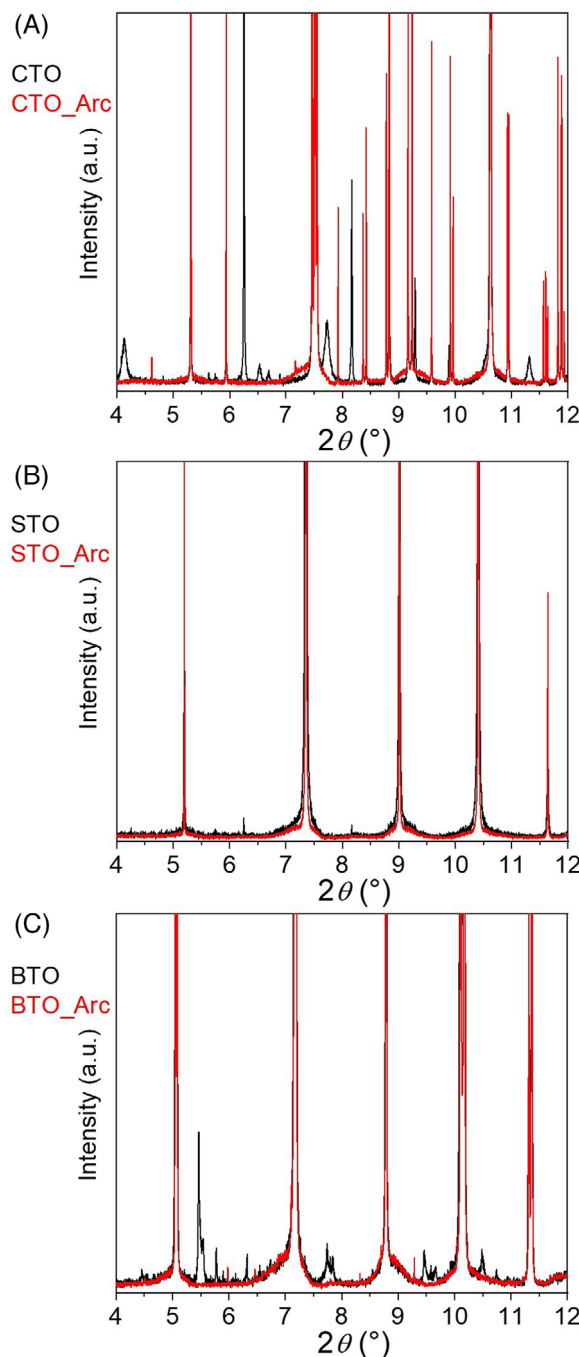 (A)
CTO
CTO_Arc
Intensity (a.u.)
4 5 6 7 8 9 10 11 12
2θ (°)
(B)
STO
STO_Arc
Intensity (a.u.)
4 5 6 7 8 9 10 11 12
2θ (°)
(C)
BTO
BTO_Arc
Intensity (a.u.)
4 5 6 7 8 9 10 11 12
2θ (°)